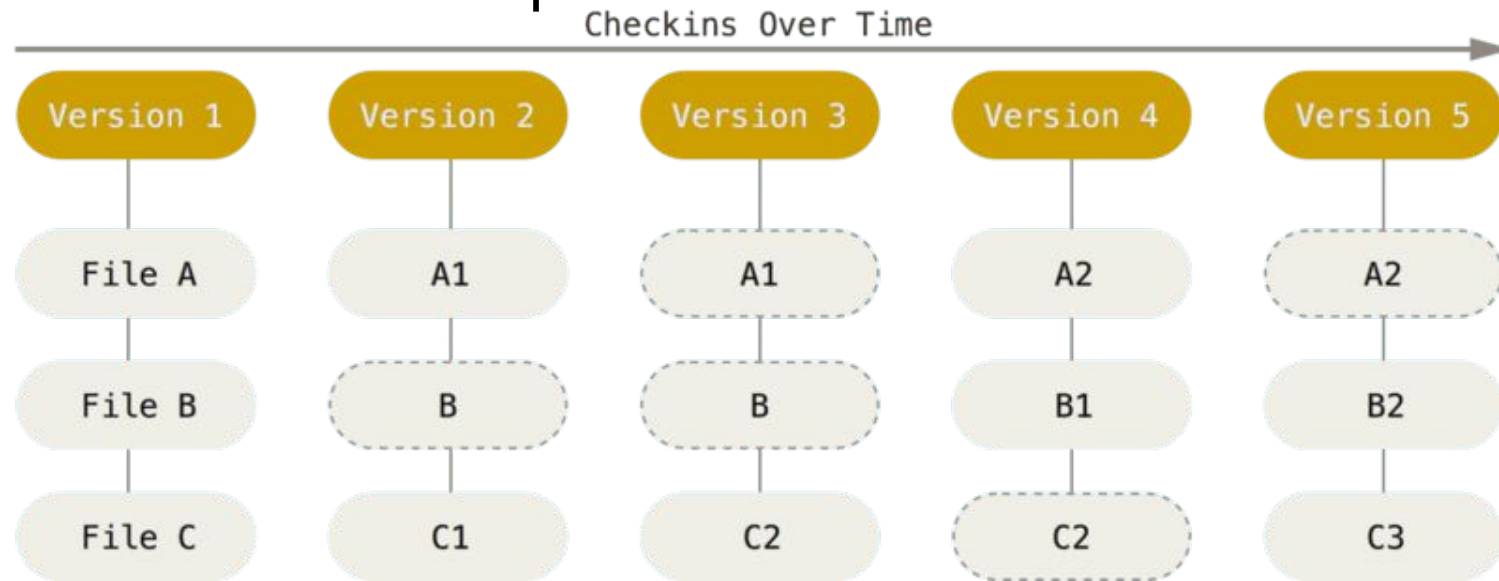 Checkins Over Time
Version 1 Version 2 Version 3 Version 4 Version 5
File A A1 A1 A2 A2
File B B B B1 B2
File C C1 C2 C2 C3